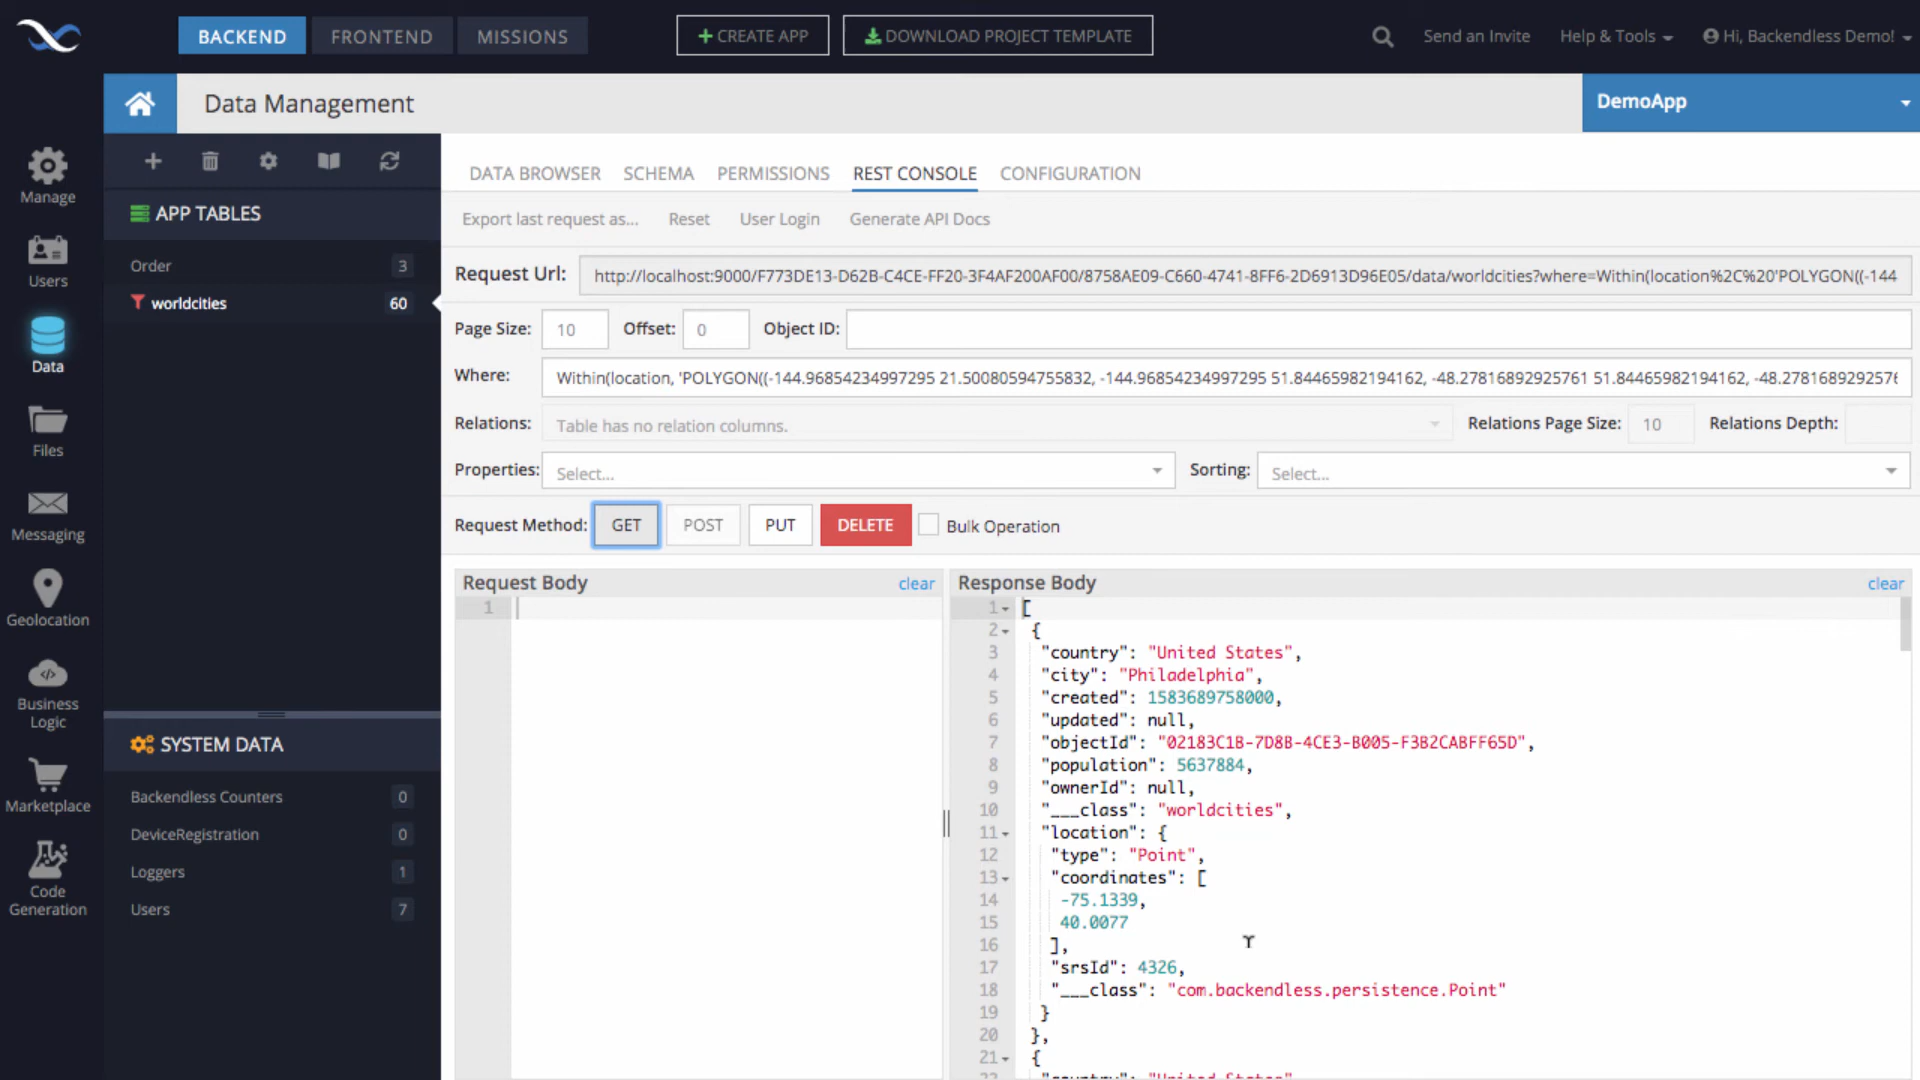 BACKEND
FRONTEND
MISSIONS
CREATE APP
DOWNLOAD PROJECT TEMPLATE
Send an Invite
Help & Tools
Hi, Backendless Demo!
Data Management
DemoApp
Manage
Users
Data
Files
Messaging
Geolocation
Business
Logic
Marketplace
Code
Generation
APP TABLES
Order 3
worldcities 60
SYSTEM DATA
Backendless Counters 0
DeviceRegistration 0
Loggers 1
Users 7
DATA BROWSER
SCHEMA
PERMISSIONS
REST CONSOLE
CONFIGURATION
Export last request as...
Reset
User Login
Generate API Docs
Request Url: http://localhost:9000/F773DE13-D62B-C4CE-FF20-3F4AF200AF00/8758AE09-C660-4741-8FF6-2D6913D96E05/data/worldcities?where=Within(location%2C%20'POLYGON((-144
Page Size: 10 Offset: 0 Object ID:
Where: Within(location, 'POLYGON((-144.96854234997295 21.50080594755832, -144.96854234997295 51.84465982194162, -48.27816892925761 51.84465982194162, -48.2781689292576
Relations: Table has no relation columns. Relations Page Size: 10 Relations Depth:
Properties: Select... Sorting: Select...
Request Method: GET POST PUT DELETE Bulk Operation
Request Body clear
1
Response Body clear
1 [
2 {
3 "country": "United States",
4 "city": "Philadelphia",
5 "created": 1583689758000,
6 "updated": null,
7 "objectId": "02183C1B-7D8B-4CE3-B005-F3B2CABFF65D",
8 "population": 5637884,
9 "ownerId": null,
10 "___class": "worldcities",
11 "location": {
12 "type": "Point",
13 "coordinates": [
14 -75.1339,
15 40.0077
16 ],
17 "srsId": 4326,
18 "___class": "com.backendless.persistence.Point"
19 }
20 },
21 {
22 "country": "United States",